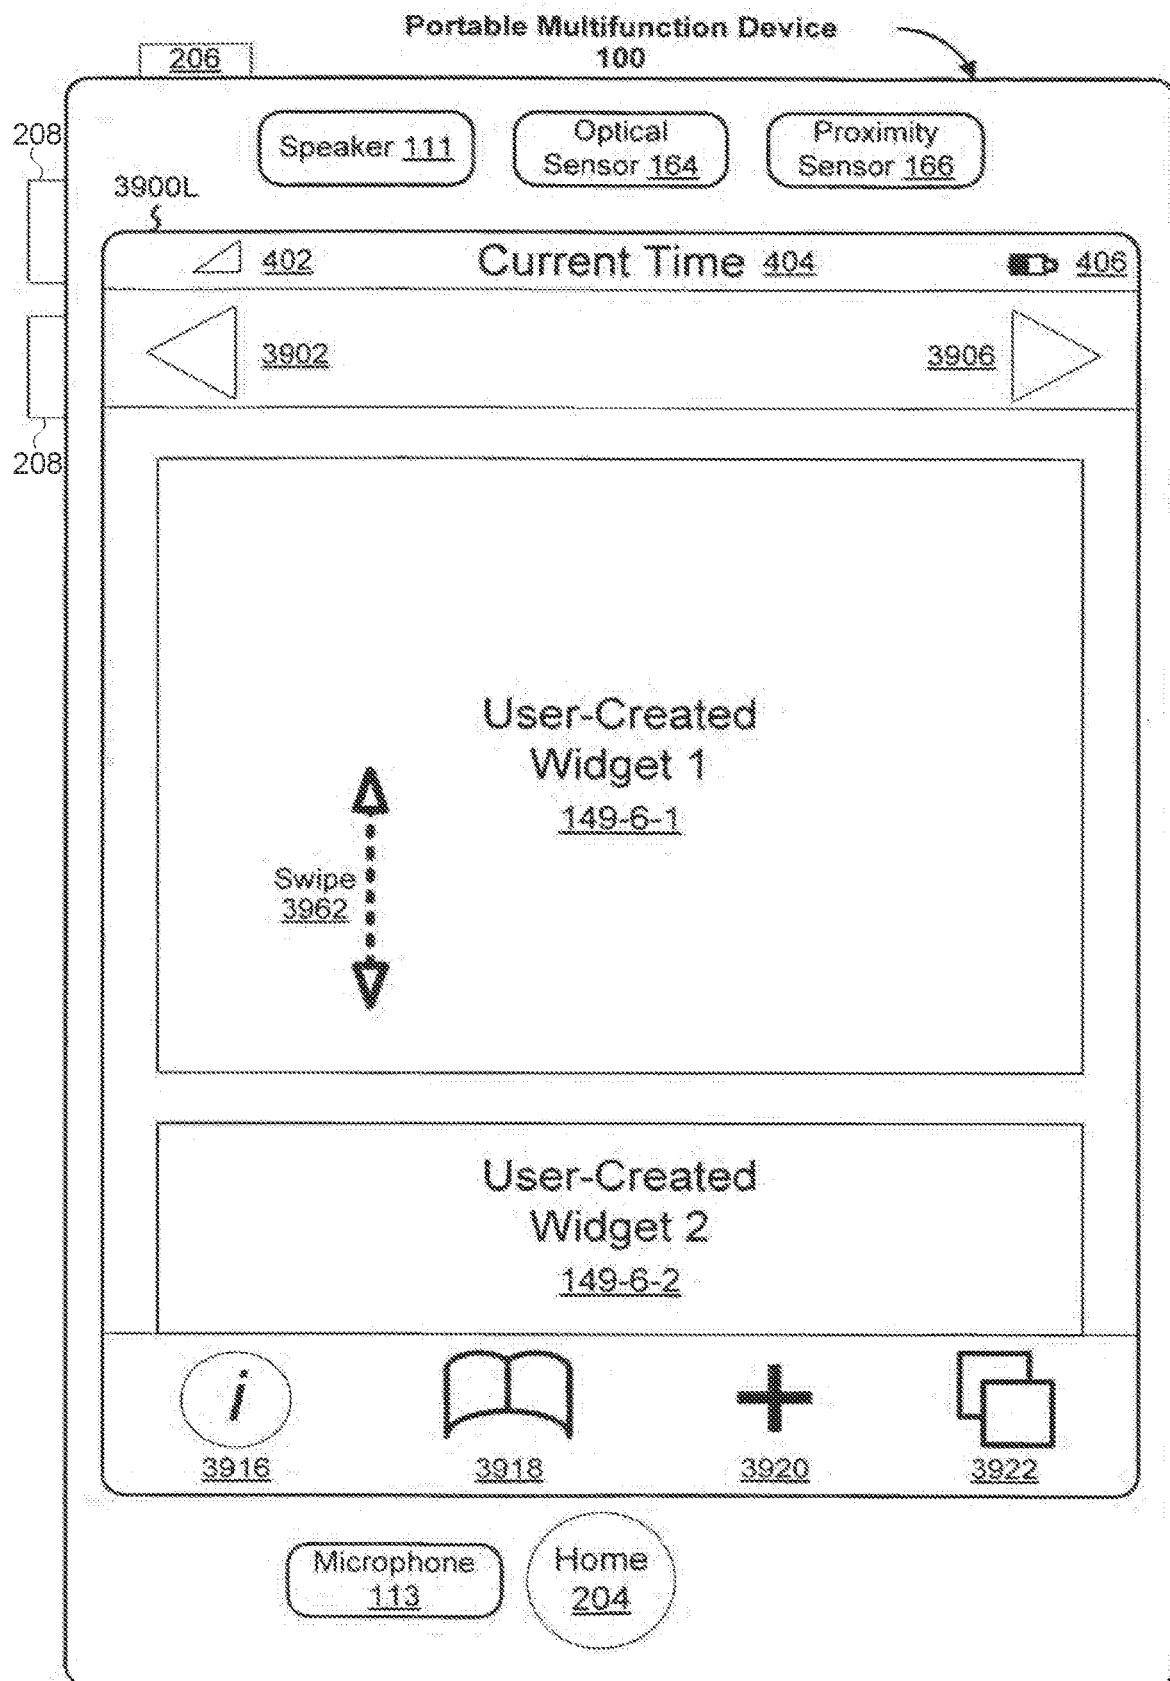 Portable Multifunction Device
100
206
208
Speaker 111
Optical
Sensor 164
Proximity
Sensor 166
3900L
402
Current Time 404
406
3902
3906
208
User-Created
Widget 1
149-6-1
Swipe
3962
User-Created
Widget 2
149-6-2
i
3916
3918
3920
3922
Microphone
113
Home
204